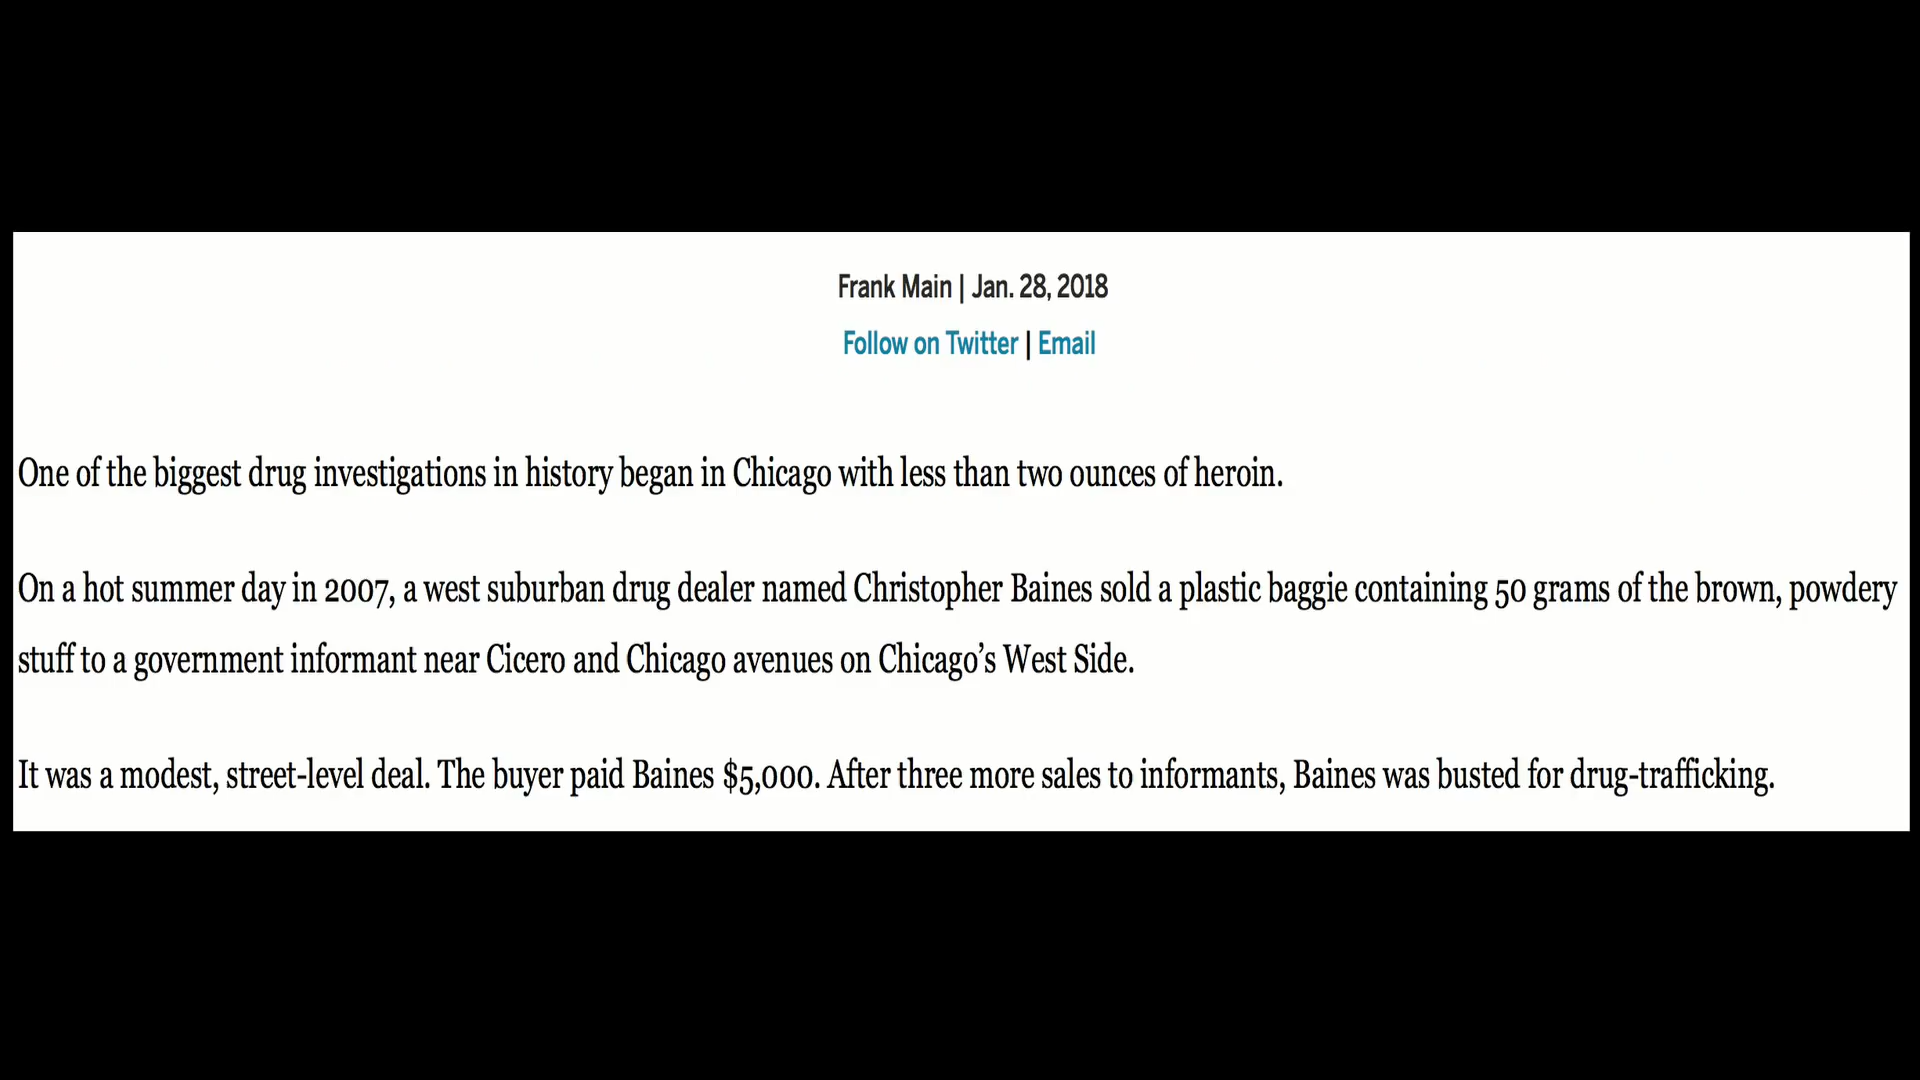 Frank Main | Jan. 28, 2018
Follow on Twitter | Email
One of the biggest drug investigations in history began in Chicago with less than two ounces of heroin.
On a hot summer day in 2007, a west suburban drug dealer named Christopher Baines sold a plastic baggie containing 50 grams of the brown, powdery
stuff to a government informant near Cicero and Chicago avenues on Chicago’s West Side.
It was a modest, street-level deal. The buyer paid Baines $5,000. After three more sales to informants, Baines was busted for drug-trafficking.